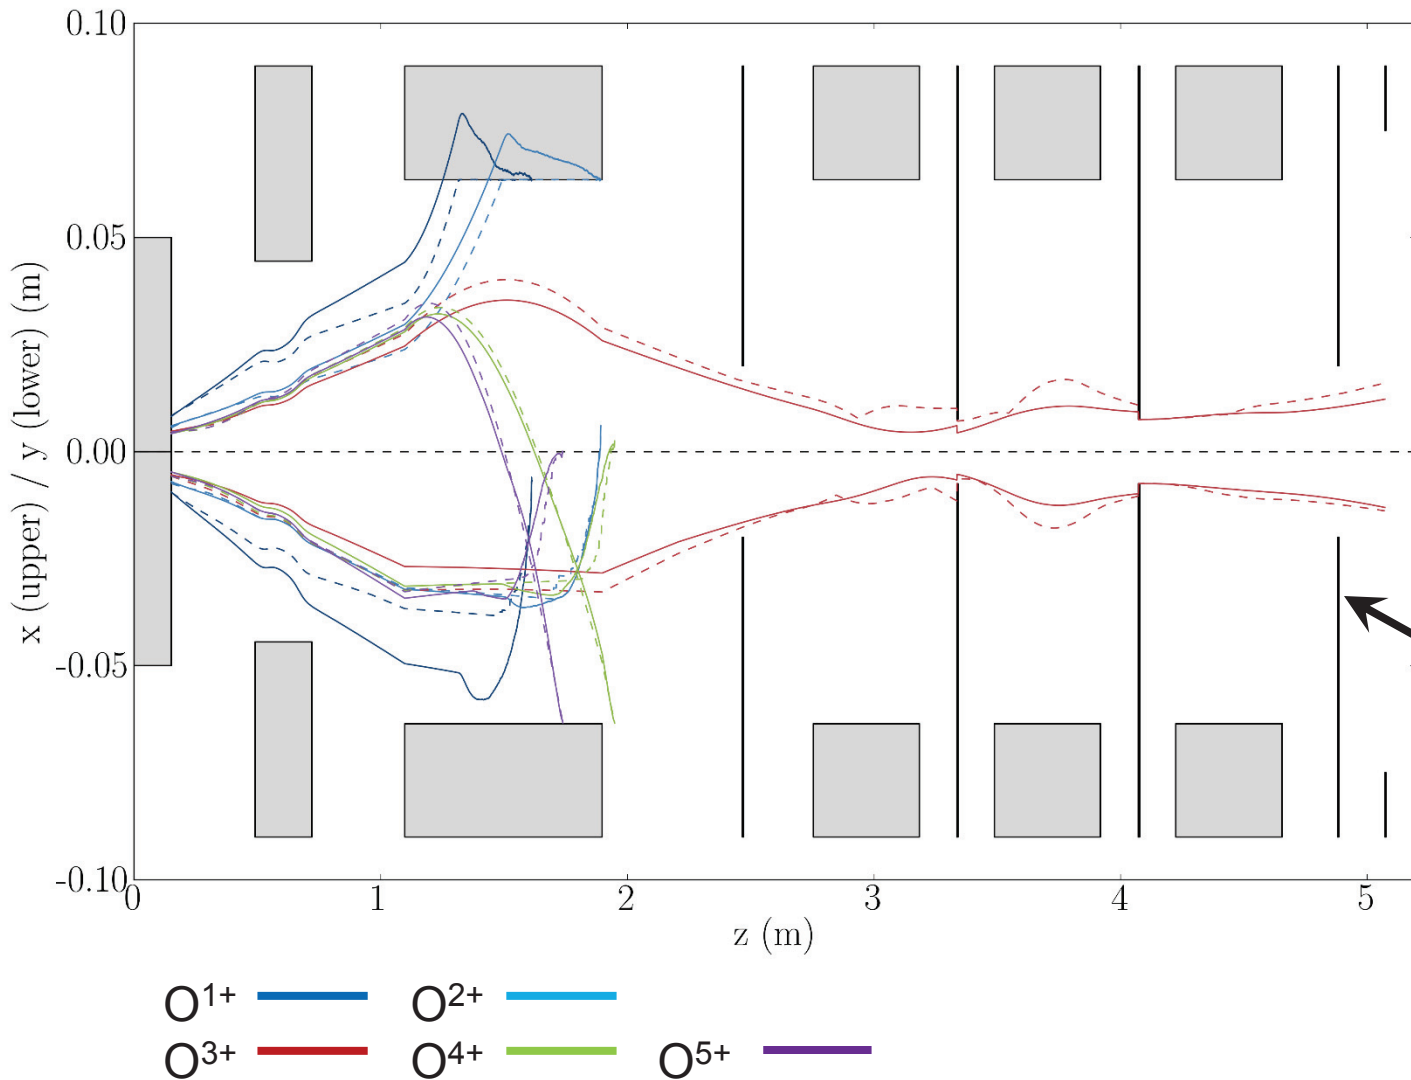 0.10
0.05
0.00
-0.05
-0.10
x (upper) / y (lower) (m)
0 1 2 3 4 5
z (m)
O1+ O2+
O3+ O4+ O5+